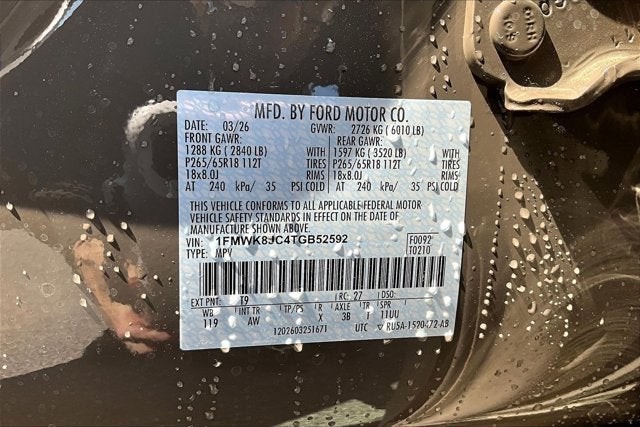 MFD. BY FORD MOTOR CO.
DATE: 03/26 GVWR: 2726 KG ( 6010 LB)
FRONT GAWR: REAR GAWR:
1288 KG ( 2840 LB) WITH 1597 KG ( 3520 LB) WITH
P265/65R18 112T TIRES P265/65R18 112T TIRES
18x8.0J RIMS 18x8.0J RIMS
AT 240 kPa/ 35 PSI COLD AT 240 kPa/ 35 PSI COLD
THIS VEHICLE CONFORMS TO ALL APPLICABLE FEDERAL MOTOR
VEHICLE SAFETY STANDARDS IN EFFECT ON THE DATE OF
MANUFACTURE SHOWN ABOVE.
VIN: 1FMWK8JC4TGB52592 F0092
TYPE: MPV T0210
EXT PNT: T9 RC: 27 DSO:
WB INT TR TP/PS R AXLE TR SPR
119 AW X 3B I 11UU
1202603251671 UTC